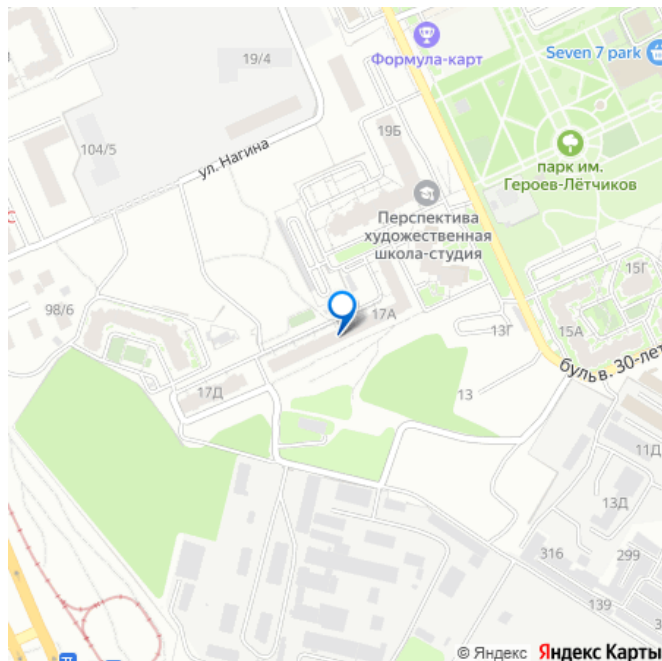 19/4
Формула-карт
Seven 7 park
104/5
ул. Нагина
19Б
парк им.
Героев-Лётчиков
С
Перспектива
художественная
школа-студия
15Г
98/6
17А
13Г
15А
бульв. 30-лет
17Д
13
11Д
13Д
316
299
139
3
© Яндекс Яндекс Карты